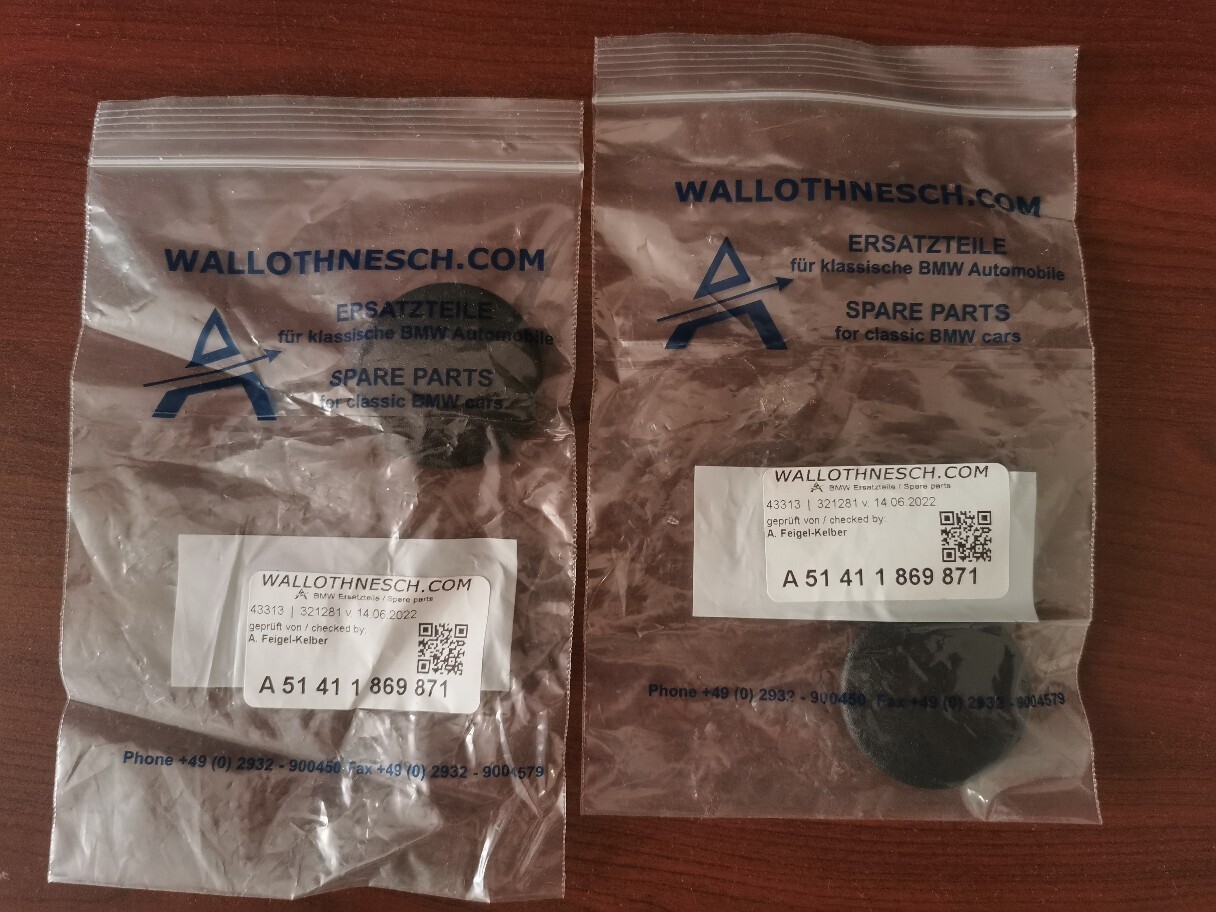 WALLOTHNESCH.COM
ERSATZTEILE
für klassische BMW Automobile
SPARE PARTS
for classic BMW cars
WALLOTHNESCH.COM
BMW Ersatzteile / Spare parts
43313 | 321281 v. 14.06.2022
geprüft von / checked by:
A. Feigel-Kelber
A 51 41 1 869 871
Phone +49 (0) 2932 - 900450 Fax +49 (0) 2932 - 9004579
WALLOTHNESCH.COM
ERSATZTEILE
für klassische BMW Automobile
SPARE PARTS
for classic BMW cars
WALLOTHNESCH.COM
BMW Ersatzteile / Spare parts
43313 | 321281 v. 14.06.2022
geprüft von / checked by:
A. Feigel-Kelber
A 51 41 1 869 871
Phone +49 (0) 2932 - 900450 Fax +49 (0) 2932 - 9004579